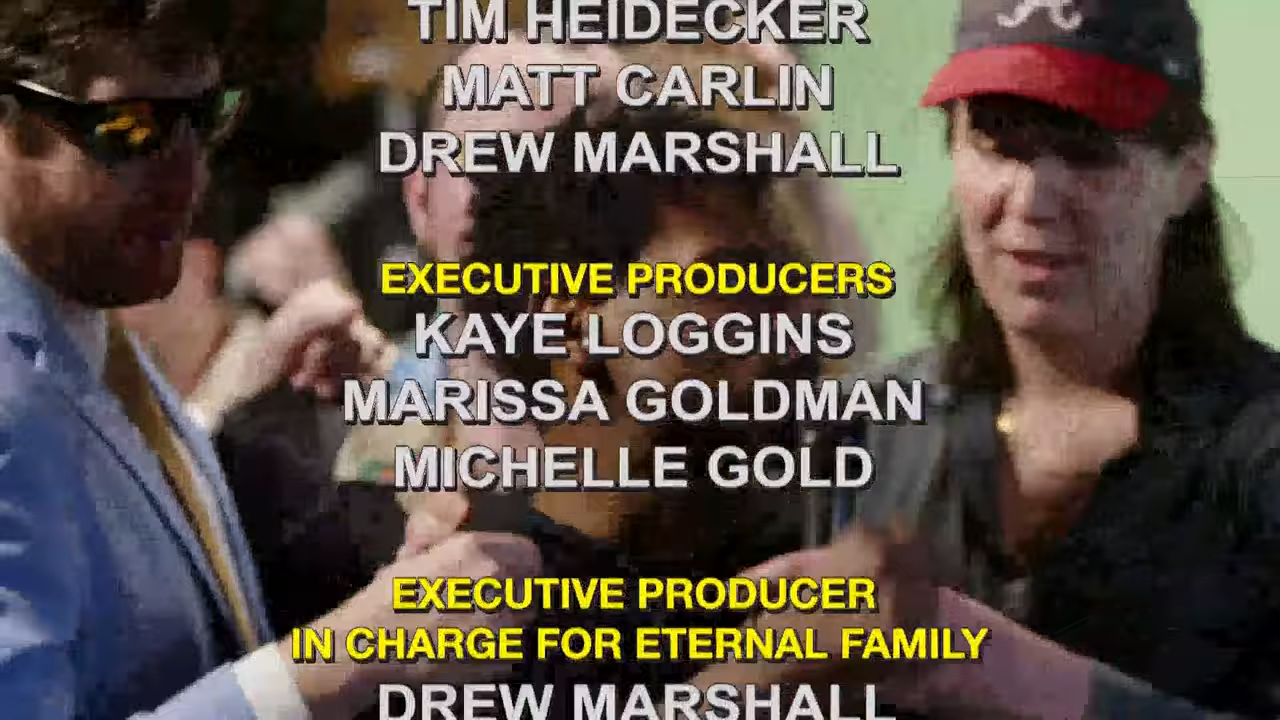 TIM HEIDECKER
MATT CARLIN
DREW MARSHALL
A
EXECUTIVE PRODUCERS
KAYE LOGGINS
MARISSA GOLDMAN
MICHELLE GOLD
EXECUTIVE PRODUCER
IN CHARGE FOR ETERNAL FAMILY
DREW MARSHALL